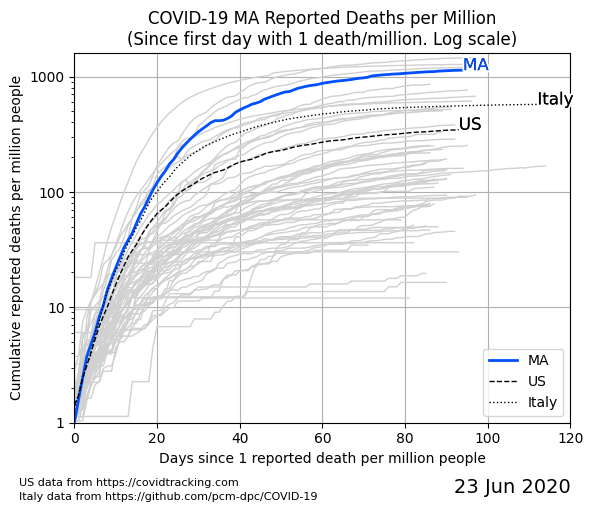 COVID-19 MA Reported Deaths per Million
(Since first day with 1 death/million. Log scale)
Cumulative reported deaths per million people
1000
100
10
1
MA
Italy
US
MA
US
Italy
0 20 40 60 80 100 120
Days since 1 reported death per million people
US data from https://covidtracking.com
Italy data from https://github.com/pcm-dpc/COVID-19
23 Jun 2020